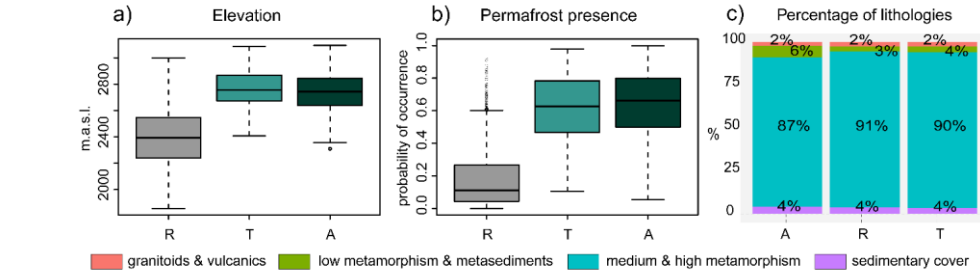 a) Elevation
m.a.s.l.
2800
2400
2000
R T A
b) Permafrost presence
probability of occurrence
1.0
0.8
0.6
0.4
0.2
0.0
R T A
c) Percentage of lithologies
%
100
75
50
25
0
2% 2% 2%
6% 3% 4%
87% 91% 90%
4% 4% 4%
A R T
granitoids & vulcanics low metamorphism & metasediments medium & high metamorphism sedimentary cover